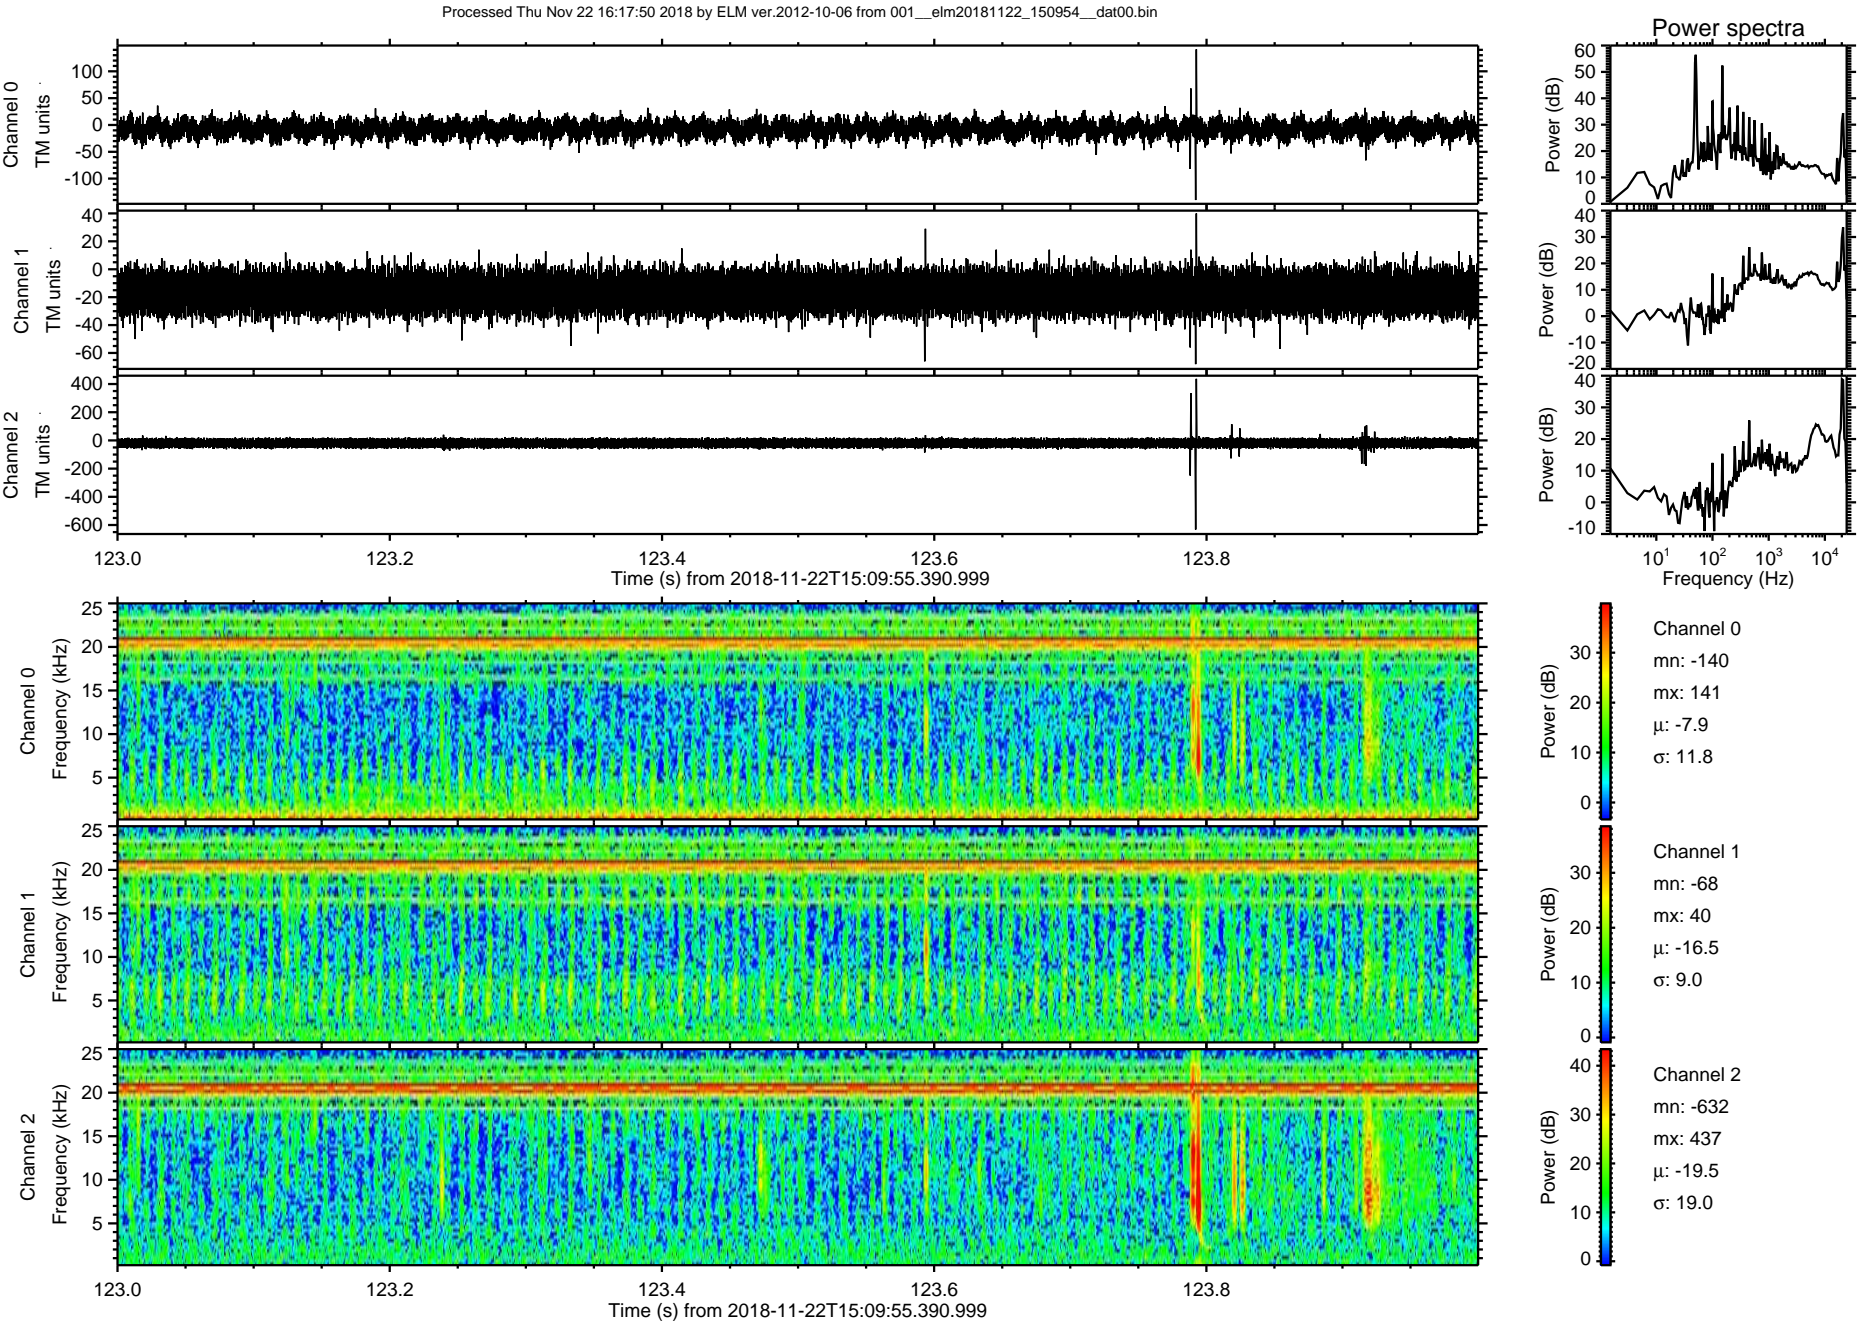 Processed Thu Nov 22 16:17:50 2018 by ELM ver.2012-10-06 from 001__elm20181122_150954__dat00.bin
Power spectra
Channel 0
TM units
100
50
0
-50
-100
Power (dB)
60
50
40
30
20
10
0
Channel 1
TM units
40
20
0
-20
-40
-60
Power (dB)
40
30
20
10
0
-10
-20
Channel 2
TM units
400
200
0
-200
-400
-600
Power (dB)
40
30
20
10
0
-10
123.0 123.2 123.4 123.6 123.8
Time (s) from 2018-11-22T15:09:55.390.999
10¹ 10² 10³ 10⁴
Frequency (Hz)
Channel 0
Frequency (kHz)
25
20
15
10
5
Power (dB)
30
20
10
0
Channel 0
mn: -140
mx: 141
μ: -7.9
σ: 11.8
Channel 1
Frequency (kHz)
25
20
15
10
5
Power (dB)
30
20
10
0
Channel 1
mn: -68
mx: 40
μ: -16.5
σ: 9.0
Channel 2
Frequency (kHz)
25
20
15
10
5
Power (dB)
40
30
20
10
0
Channel 2
mn: -632
mx: 437
μ: -19.5
σ: 19.0
123.0 123.2 123.4 123.6 123.8
Time (s) from 2018-11-22T15:09:55.390.999